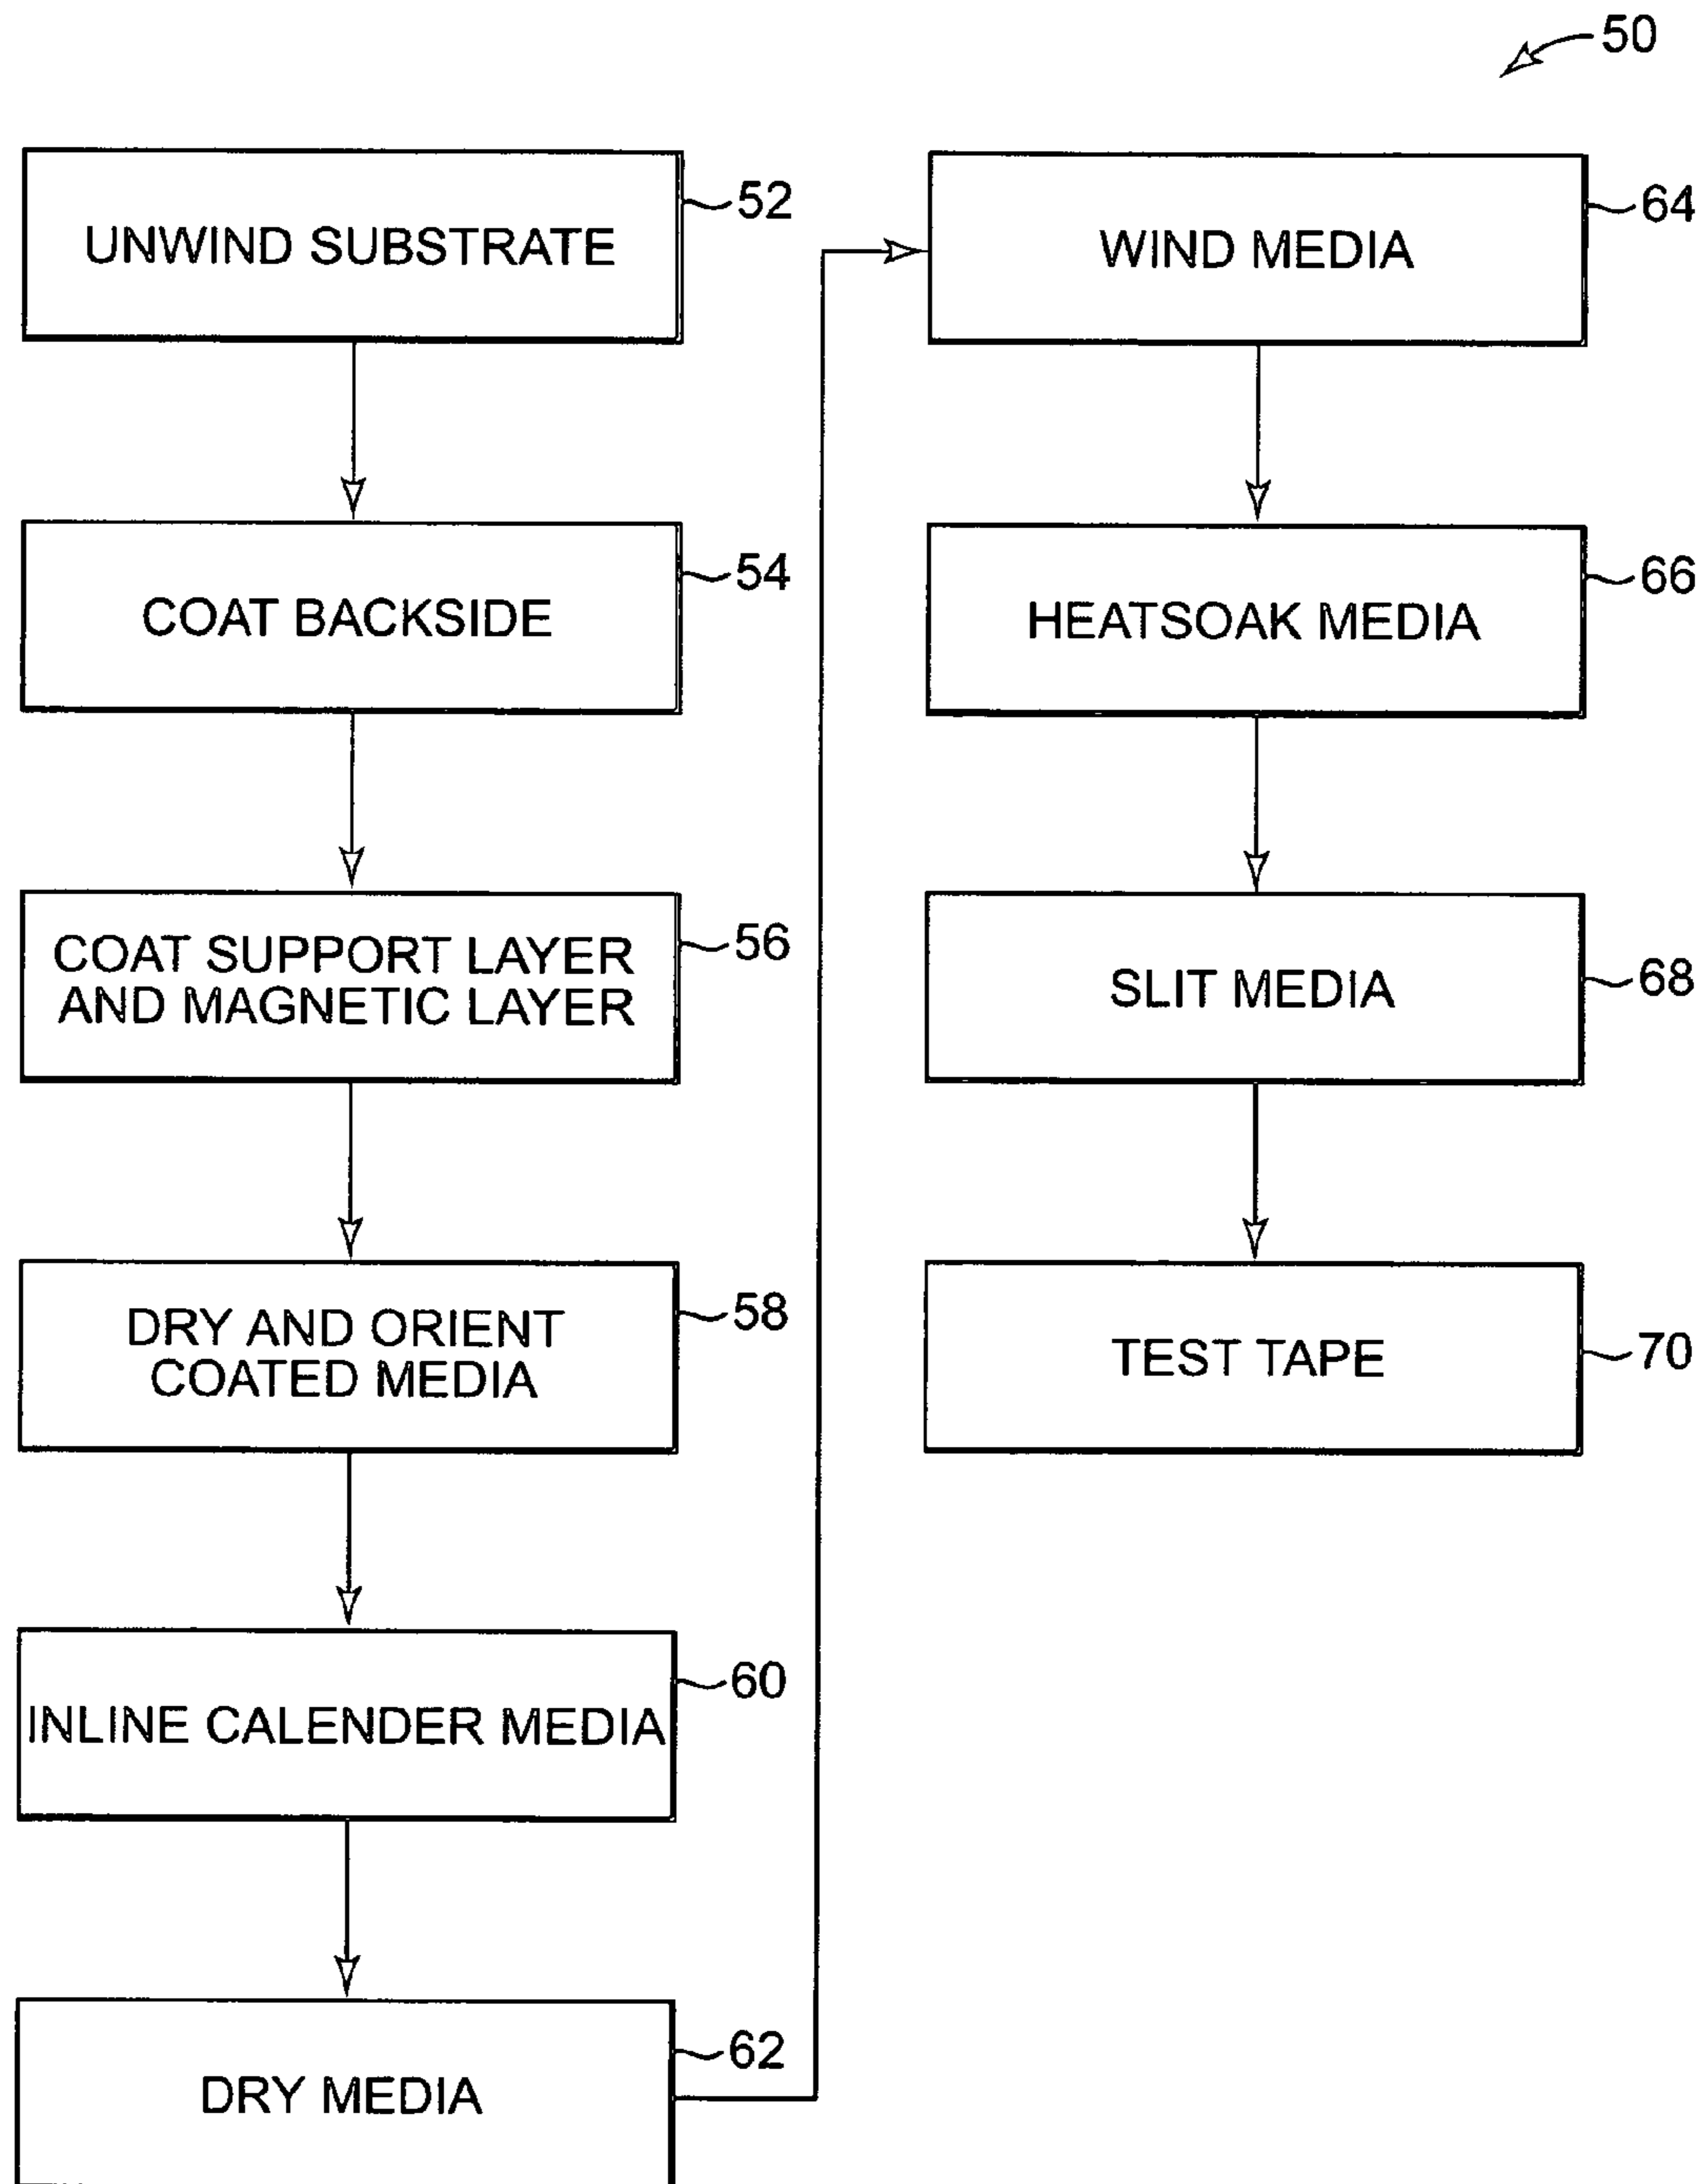 50
UNWIND SUBSTRATE
52
COAT BACKSIDE
54
COAT SUPPORT LAYER
AND MAGNETIC LAYER
56
DRY AND ORIENT
COATED MEDIA
58
INLINE CALENDER MEDIA
60
DRY MEDIA
62
WIND MEDIA
64
HEATSOAK MEDIA
66
SLIT MEDIA
68
TEST TAPE
70